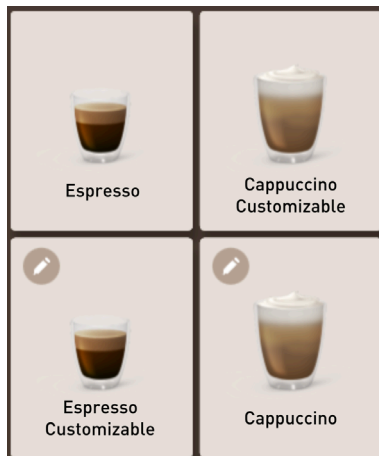 Espresso
Cappuccino
Customizable
Espresso
Customizable
Cappuccino